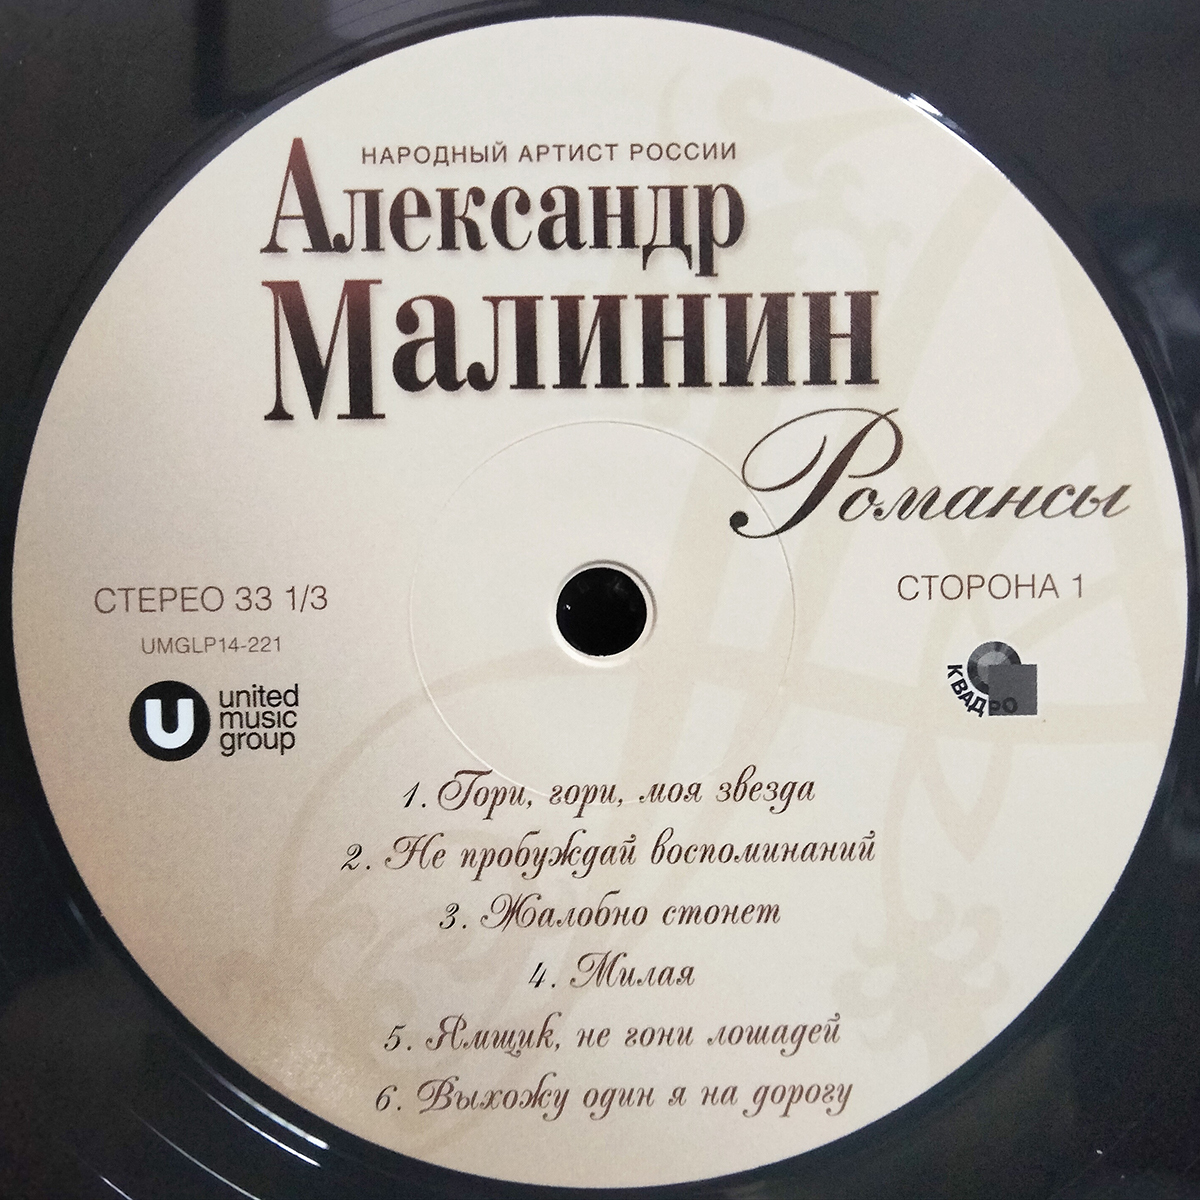 НАРОДНЫЙ АРТИСТ РОССИИ
Александр
Малинин
Романсы
СТЕРЕО 33 1/3
UMGLP14-221
U
united
music
group
СТОРОНА 1
КВАДРО
1. Гори, гори, моя звезда
2. Не пробуждай воспоминаний
3. Жалобно стонет
4. Милая
5. Ямщик, не гони лошадей
6. Выхожу один я на дорогу